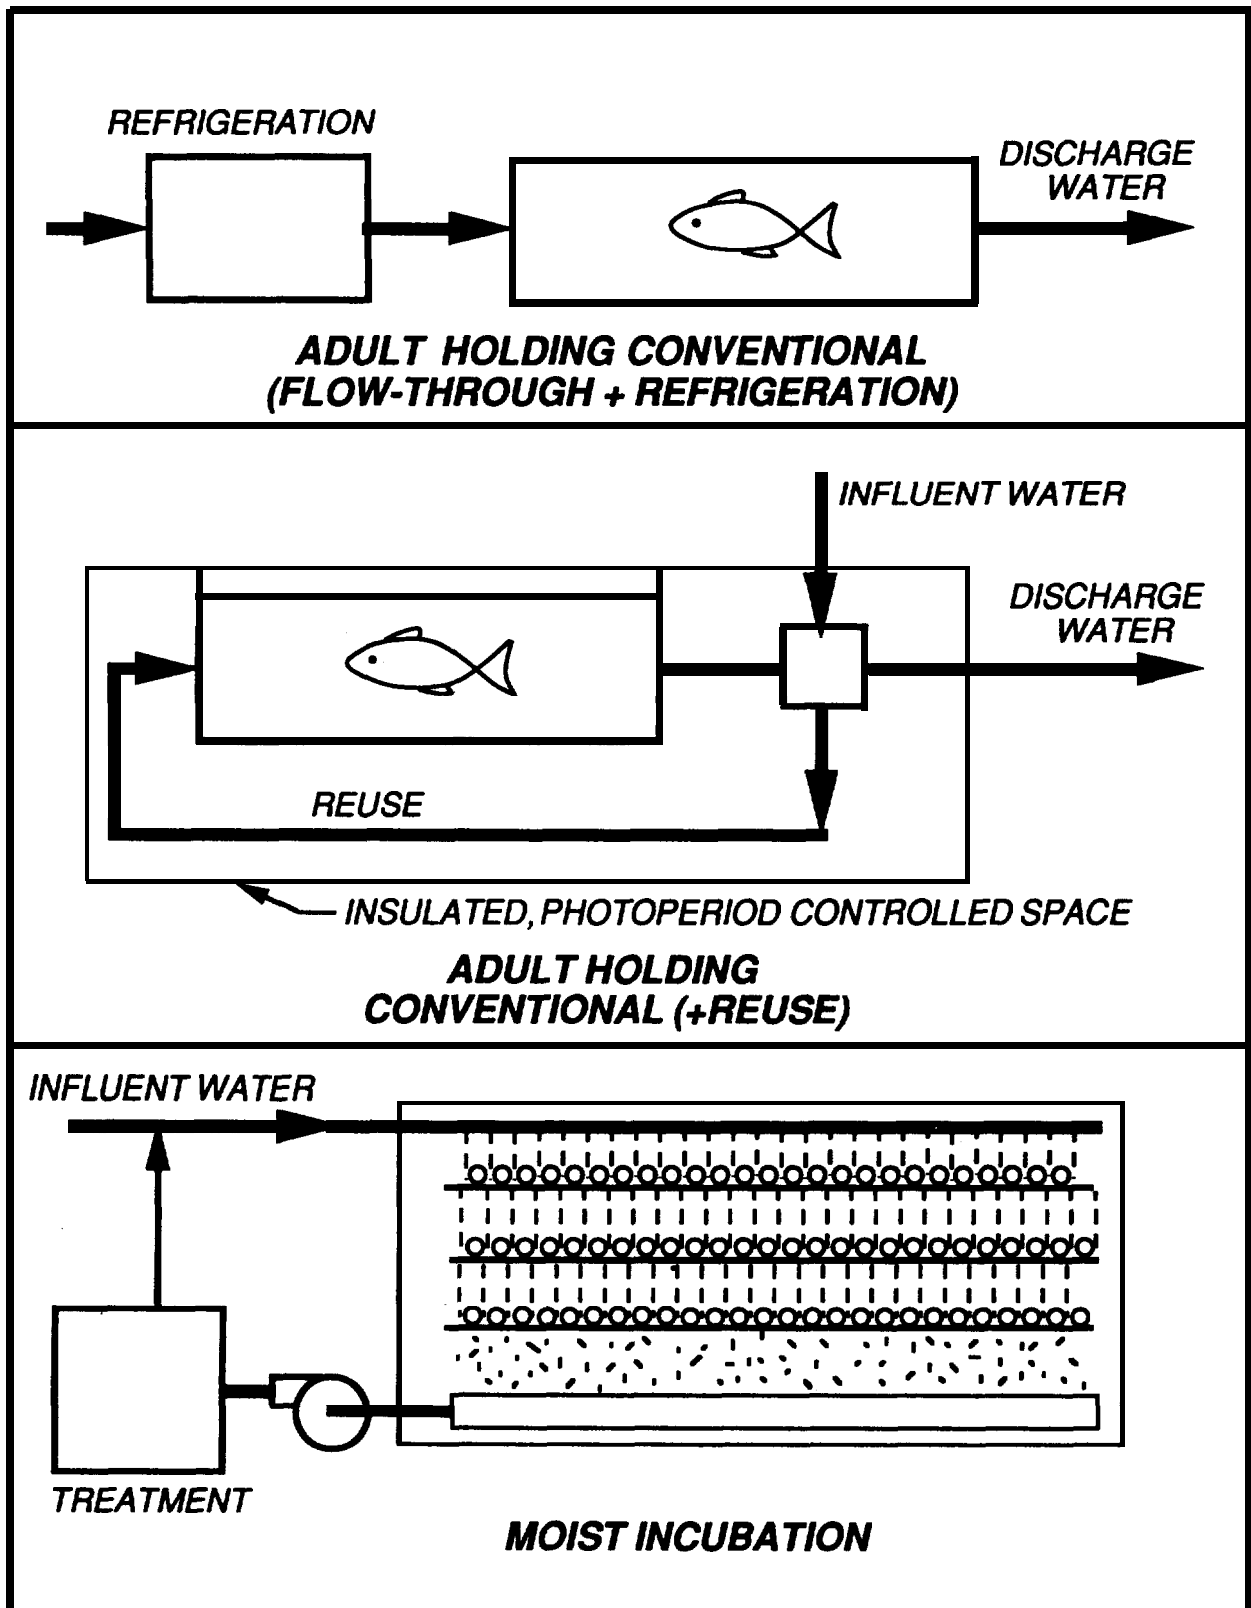 REFRIGERATION
DISCHARGE
WATER
ADULT HOLDING CONVENTIONAL
(FLOW-THROUGH + REFRIGERATION)
INFLUENT WATER
DISCHARGE
WATER
REUSE
INSULATED, PHOTOPERIOD CONTROLLED SPACE
ADULT HOLDING
CONVENTIONAL (+REUSE)
INFLUENT WATER
TREATMENT
MOIST INCUBATION